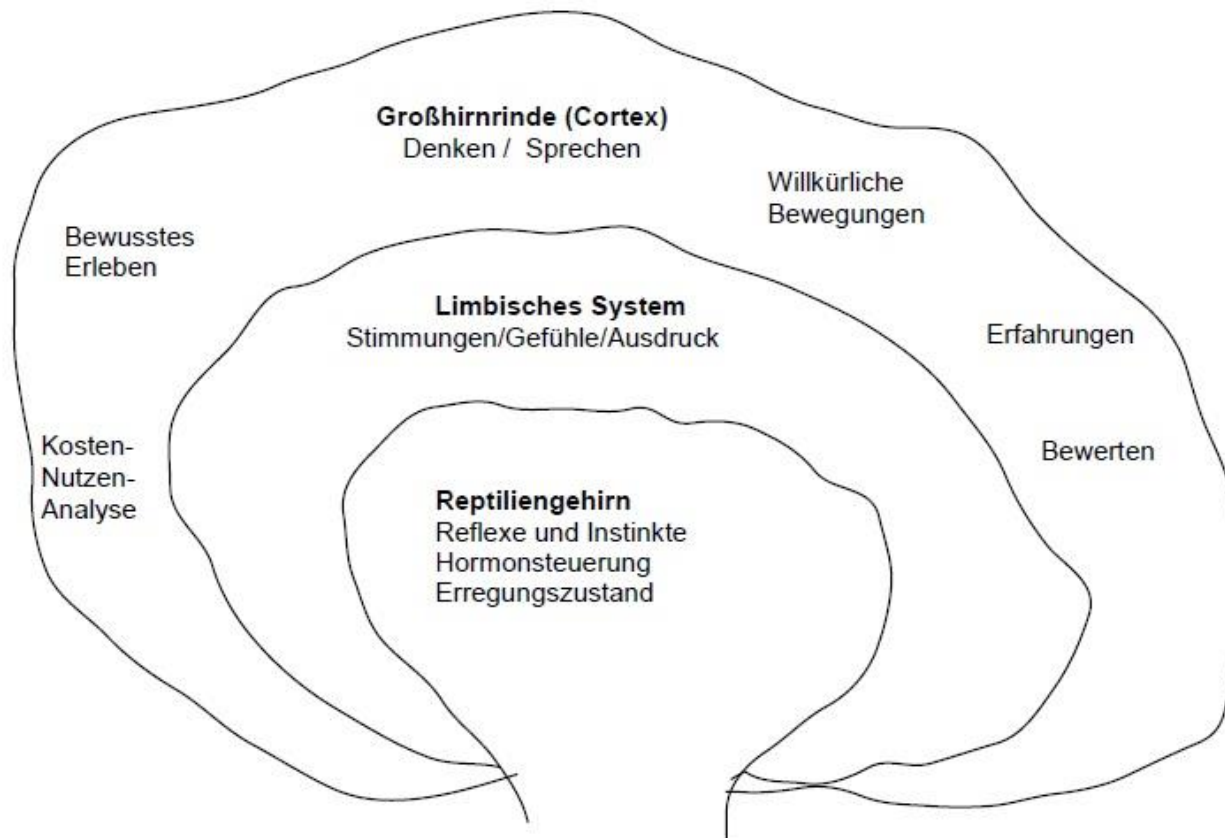 Großhirnrinde (Cortex)
Denken / Sprechen
Willkürliche
Bewegungen
Bewusstes
Erleben
Limbisches System
Stimmungen/Gefühle/Ausdruck
Erfahrungen
Kosten-
Nutzen-
Analyse
Bewerten
Reptiliengehirn
Reflexe und Instinkte
Hormonsteuerung
Erregungszustand